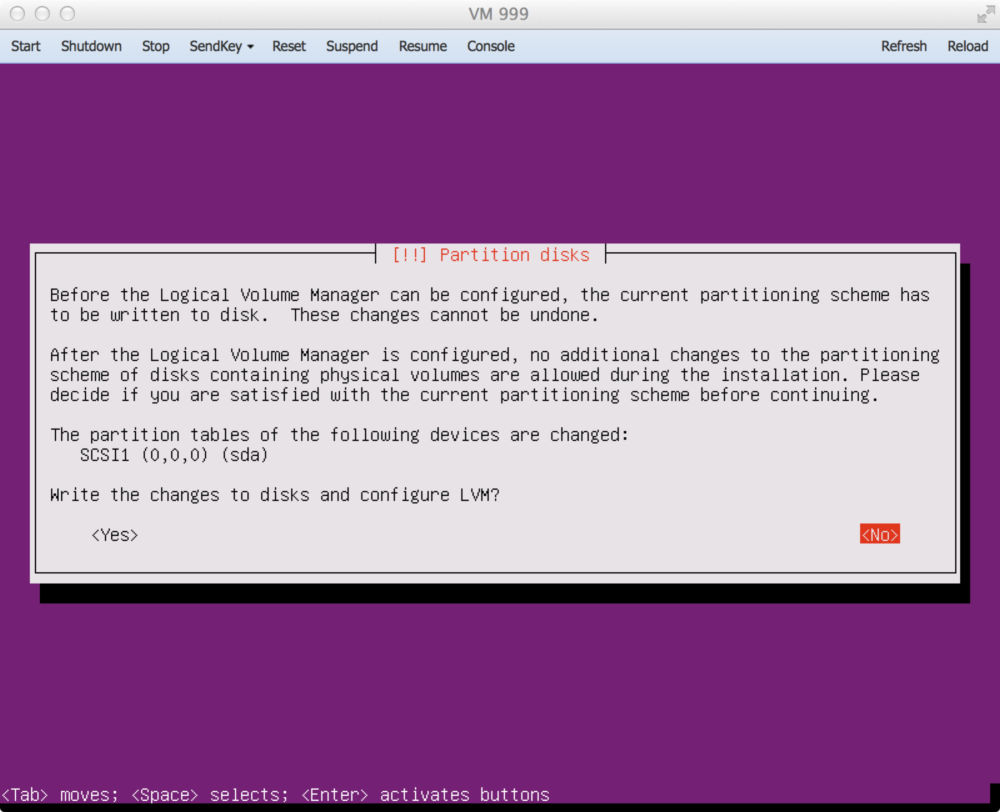 VM 999
Start Shutdown Stop SendKey Reset Suspend Resume Console Refresh Reload
[!!] Partition disks
Before the Logical Volume Manager can be configured, the current partitioning scheme has
to be written to disk.  These changes cannot be undone.
After the Logical Volume Manager is configured, no additional changes to the partitioning
scheme of disks containing physical volumes are allowed during the installation. Please
decide if you are satisfied with the current partitioning scheme before continuing.
The partition tables of the following devices are changed:
SCSI1 (0,0,0) (sda)
Write the changes to disks and configure LVM?
<Yes> <No>
<Tab> moves; <Space> selects; <Enter> activates buttons